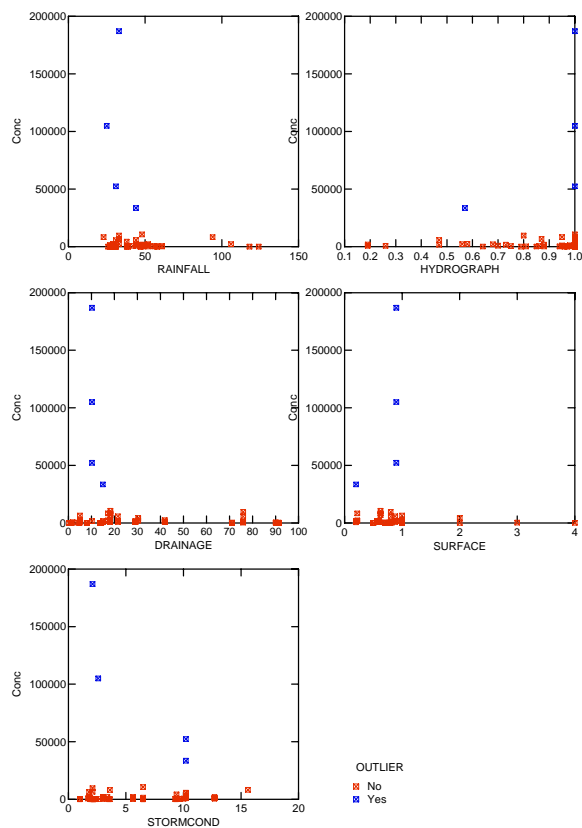 200000
150000
100000
50000
0
Conc
0 50 100 150
RAINFALL
200000
150000
100000
50000
0
Conc
0.1 0.2 0.3 0.4 0.5 0.6 0.7 0.8 0.9 1.0
HYDROGRAPH
200000
150000
100000
50000
0
Conc
0 10 20 30 40 50 60 70 80 90 100
DRAINAGE
200000
150000
100000
50000
0
Conc
0 1 2 3 4
SURFACE
200000
150000
100000
50000
0
Conc
0 5 10 15 20
STORMCOND
OUTLIER
No
Yes